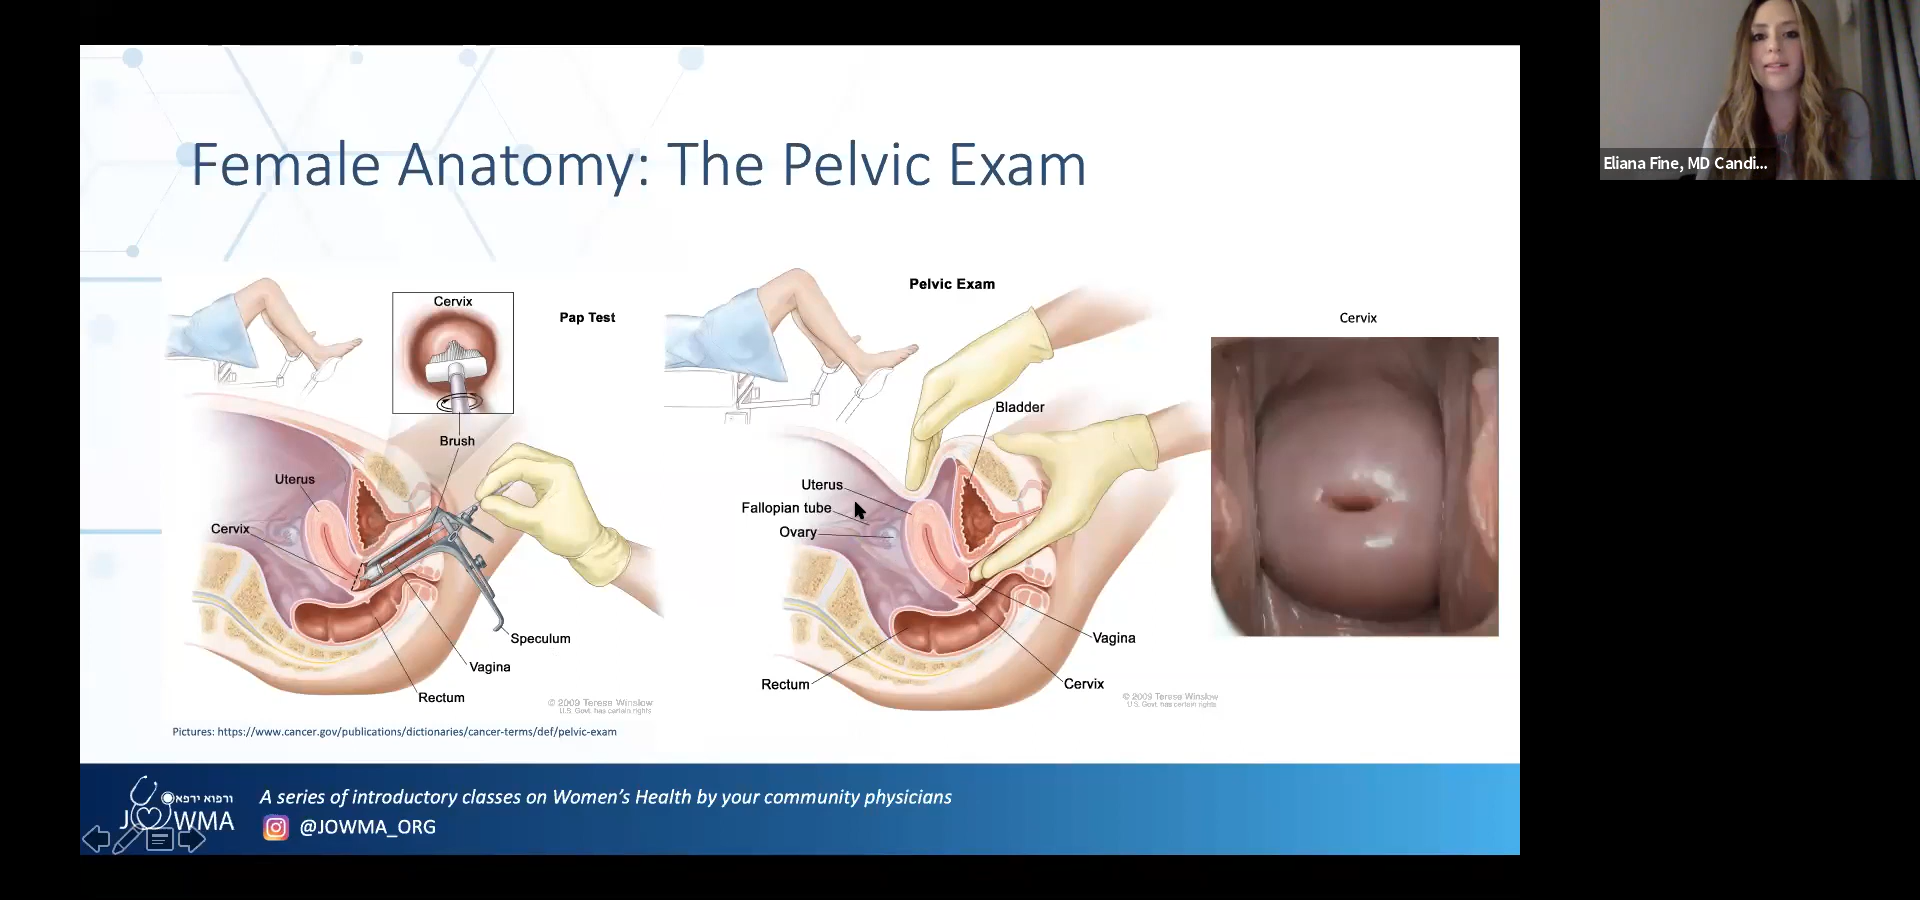 Eliana Fine, MD Candi...
Female Anatomy: The Pelvic Exam
Cervix
Pap Test
Brush
Uterus
Cervix
Speculum
Vagina
Rectum
© 2009 Terese Winslow
U.S. Govt. has certain rights
Pelvic Exam
Bladder
Uterus
Fallopian tube
Ovary
Vagina
Rectum
Cervix
© 2009 Terese Winslow
U.S. Govt. has certain rights
Cervix
Pictures: https://www.cancer.gov/publications/dictionaries/cancer-terms/def/pelvic-exam
ורפוא ירפא
JOWMA
A series of introductory classes on Women’s Health by your community physicians
@JOWMA_ORG